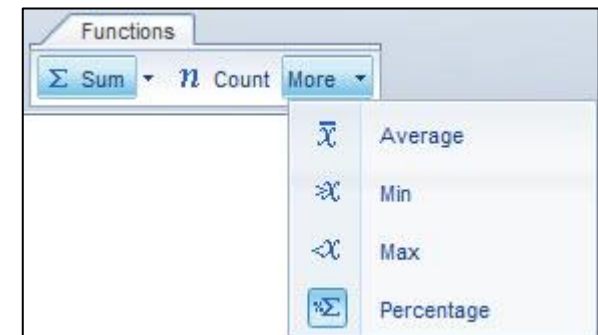 Functions
Σ Sum n Count More
x̄ Average
>x Min
<x Max
%Σ Percentage